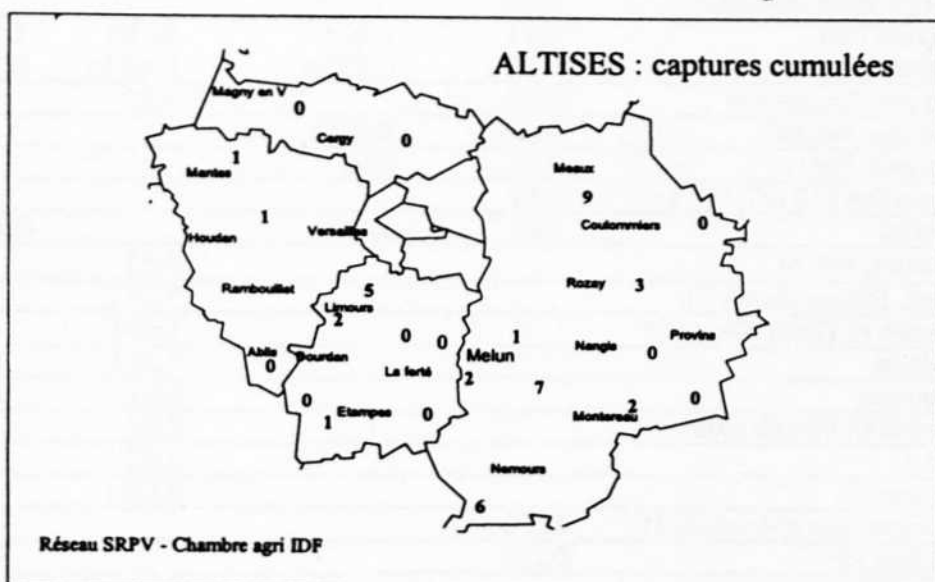 ALTISES : captures cumulées
Magny en V
0
Cergy
0
1
Mantes
Meaux
9
1
Coulommiers
0
Houdan
Versailles
Rambouillet
5
Rozay
3
Limours
2
0
0
1
Provins
Nangis
0
Ablis
0
Dourdan
Melun
La ferté
2
7
0
1
Etampes
0
2
0
Montereau
Nemours
6
Réseau SRPV - Chambre agri IDF